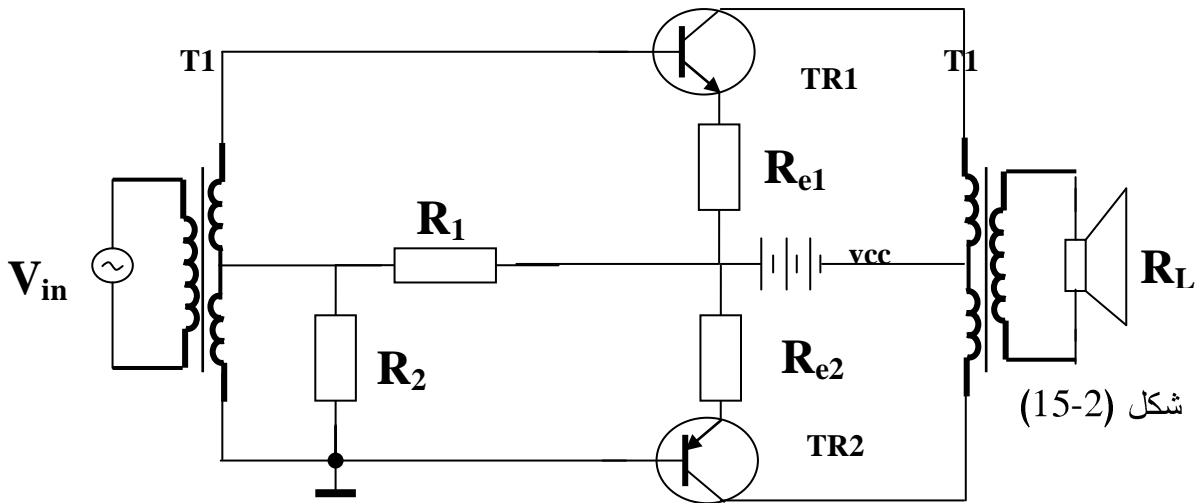 T1
T1
TR1
Re1
R1
vcc
Vin
RL
R2
Re2
شكل (2-15)
TR2